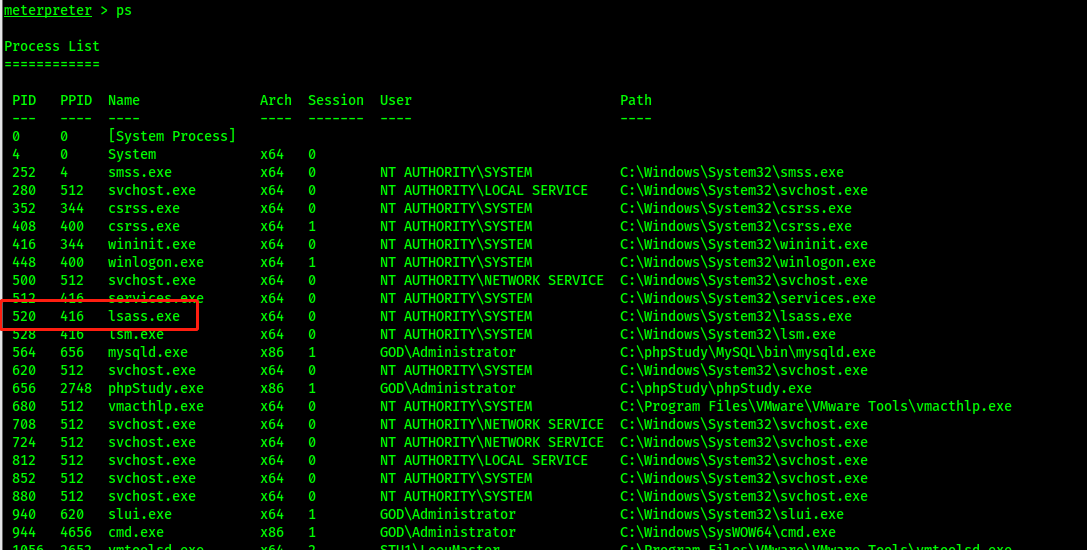 meterpreter > ps
Process List
============
PID PPID Name Arch Session User Path
--- ---- ---- ---- ------- ---- ----
0 0 [System Process]
4 0 System x64 0
252 4 smss.exe x64 0 NT AUTHORITY\SYSTEM C:\Windows\System32\smss.exe
280 512 svchost.exe x64 0 NT AUTHORITY\LOCAL SERVICE C:\Windows\System32\svchost.exe
352 344 csrss.exe x64 0 NT AUTHORITY\SYSTEM C:\Windows\System32\csrss.exe
408 400 csrss.exe x64 1 NT AUTHORITY\SYSTEM C:\Windows\System32\csrss.exe
416 344 wininit.exe x64 0 NT AUTHORITY\SYSTEM C:\Windows\System32\wininit.exe
448 400 winlogon.exe x64 1 NT AUTHORITY\SYSTEM C:\Windows\System32\winlogon.exe
500 512 svchost.exe x64 0 NT AUTHORITY\NETWORK SERVICE C:\Windows\System32\svchost.exe
512 416 services.exe x64 0 NT AUTHORITY\SYSTEM C:\Windows\System32\services.exe
520 416 lsass.exe x64 0 NT AUTHORITY\SYSTEM C:\Windows\System32\lsass.exe
528 416 lsm.exe x64 0 NT AUTHORITY\SYSTEM C:\Windows\System32\lsm.exe
564 656 mysqld.exe x86 1 GOD\Administrator C:\phpStudy\MySQL\bin\mysqld.exe
620 512 svchost.exe x64 0 NT AUTHORITY\SYSTEM C:\Windows\System32\svchost.exe
656 2748 phpStudy.exe x86 1 GOD\Administrator C:\phpStudy\phpStudy.exe
680 512 vmacthlp.exe x64 0 NT AUTHORITY\SYSTEM C:\Program Files\VMware\VMware Tools\vmacthlp.exe
708 512 svchost.exe x64 0 NT AUTHORITY\NETWORK SERVICE C:\Windows\System32\svchost.exe
724 512 svchost.exe x64 0 NT AUTHORITY\NETWORK SERVICE C:\Windows\System32\svchost.exe
812 512 svchost.exe x64 0 NT AUTHORITY\LOCAL SERVICE C:\Windows\System32\svchost.exe
852 512 svchost.exe x64 0 NT AUTHORITY\SYSTEM C:\Windows\System32\svchost.exe
880 512 svchost.exe x64 0 NT AUTHORITY\SYSTEM C:\Windows\System32\svchost.exe
940 620 slui.exe x64 1 GOD\Administrator C:\Windows\System32\slui.exe
944 4656 cmd.exe x86 1 GOD\Administrator C:\Windows\SysWOW64\cmd.exe
1056 2652 vmtoolsd.exe x64 2 C:\Program Files\VMware\VMware Tools\vmtoolsd.exe